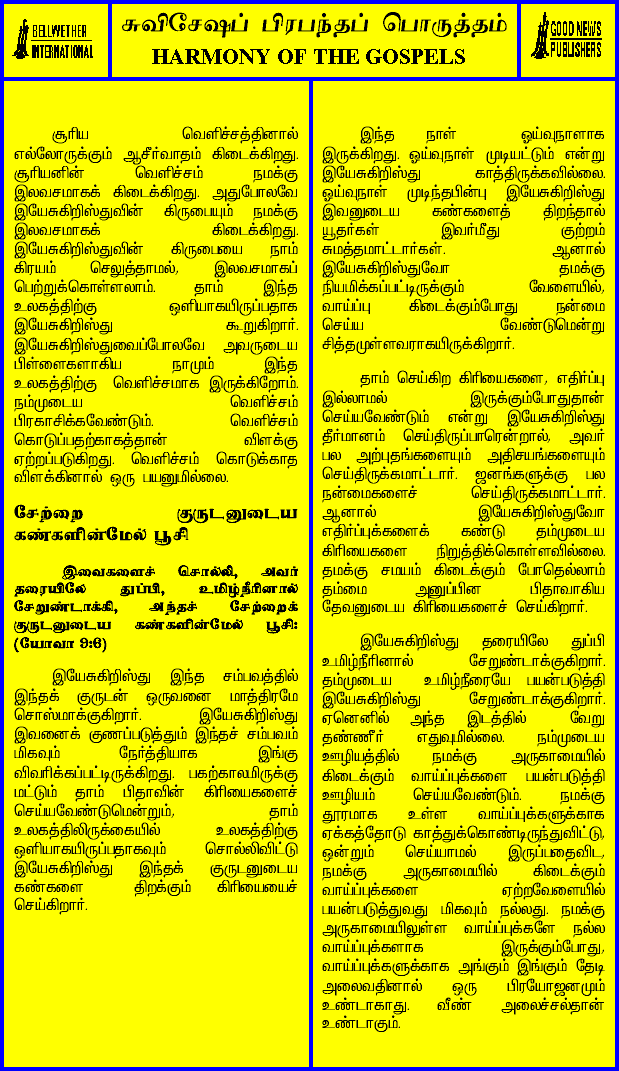 BELLWETHER
INTERNATIONAL
சுவிசேஷப் பிரபந்தப் பொருத்தம்
HARMONY OF THE GOSPELS
GOOD NEWS
PUBLISHERS
சூரிய வெளிச்சத்தினால்
எல்லோருக்கும் ஆசீர்வாதம் கிடைக்கிறது.
சூரியனின் வெளிச்சம் நமக்கு
இலவசமாகக் கிடைக்கிறது. அதுபோலவே
இயேசுகிறிஸ்துவின் கிருபையும் நமக்கு
இலவசமாகக் கிடைக்கிறது.
இயேசுகிறிஸ்துவின் கிருபையை நாம்
கிரயம் செலுத்தாமல், இலவசமாகப்
பெற்றுக்கொள்ளலாம். தாம் இந்த
உலகத்திற்கு ஒளியாகயிருப்பதாக
இயேசுகிறிஸ்து கூறுகிறார்.
இயேசுகிறிஸ்துவைப்போலவே அவருடைய
பிள்ளைகளாகிய நாமும் இந்த
உலகத்திற்கு வெளிச்சமாக இருக்கிறோம்.
நம்முடைய வெளிச்சம்
பிரகாசிக்கவேண்டும். வெளிச்சம்
கொடுப்பதற்காகத்தான் விளக்கு
ஏற்றப்படுகிறது. வெளிச்சம் கொடுக்காத
விளக்கினால் ஒரு பயனுமில்லை.
சேற்றை குருடனுடைய
கண்களின்மேல் பூசி
இவைகளைச் சொல்லி, அவர்
தரையிலே துப்பி, உமிழ்நீரினால்
சேறுண்டாக்கி, அந்தச் சேற்றைக்
குருடனுடைய கண்களின்மேல் பூசி:
(யோவா 9:6)
இயேசுகிறிஸ்து இந்த சம்பவத்தில்
இந்தக் குருடன் ஒருவனை மாத்திரமே
சொஸ்மாக்குகிறார். இயேசுகிறிஸ்து
இவனைக் குணப்படுத்தும் இந்தச் சம்பவம்
மிகவும் நேர்த்தியாக இங்கு
விவரிக்கப்பட்டிருக்கிறது. பகற்காலமிருக்கு
மட்டும் தாம் பிதாவின் கிரியைகளைச்
செய்யவேண்டுமென்றும், தாம்
உலகத்திலிருக்கையில் உலகத்திற்கு
ஒளியாகயிருப்பதாகவும் சொல்லிவிட்டு
இயேசுகிறிஸ்து இந்தக் குருடனுடைய
கண்களை திறக்கும் கிரியையைச்
செய்கிறார்.
இந்த நாள் ஓய்வுநாளாக
இருக்கிறது. ஓய்வுநாள் முடியட்டும் என்று
இயேசுகிறிஸ்து காத்திருக்கவில்லை.
ஓய்வுநாள் முடிந்தபின்பு இயேசுகிறிஸ்து
இவனுடைய கண்களைத் திறந்தால்
யூதர்கள் இவர்மீது குற்றம்
சுமத்தமாட்டார்கள். ஆனால்
இயேசுகிறிஸ்துவோ தமக்கு
நியமிக்கப்பட்டிருக்கும் வேளையில்,
வாய்ப்பு கிடைக்கும்போது நன்மை
செய்ய வேண்டுமென்று
சித்தமுள்ளவராகயிருக்கிறார்.
தாம் செய்கிற கிரியைகளை, எதிர்ப்பு
இல்லாமல் இருக்கும்போதுதான்
செய்யவேண்டும் என்று இயேசுகிறிஸ்து
தீர்மானம் செய்திருப்பாரென்றால், அவர்
பல அற்புதங்களையும் அதிசயங்களையும்
செய்திருக்கமாட்டார். ஜனங்களுக்கு பல
நன்மைகளைச் செய்திருக்கமாட்டார்.
ஆனால் இயேசுகிறிஸ்துவோ
எதிர்ப்புக்களைக் கண்டு தம்முடைய
கிரியைகளை நிறுத்திக்கொள்ளவில்லை.
தமக்கு சமயம் கிடைக்கும் போதெல்லாம்
தம்மை அனுப்பின பிதாவாகிய
தேவனுடைய கிரியைகளைச் செய்கிறார்.
இயேசுகிறிஸ்து தரையிலே துப்பி
உமிழ்நீரினால் சேறுண்டாக்குகிறார்.
தம்முடைய உமிழ்நீரையே பயன்படுத்தி
இயேசுகிறிஸ்து சேறுண்டாக்குகிறார்.
ஏனெனில் அந்த இடத்தில் வேறு
தண்ணீர் எதுவுமில்லை. நம்முடைய
ஊழியத்தில் நமக்கு அருகாமையில்
கிடைக்கும் வாய்ப்புக்களை பயன்படுத்தி
ஊழியம் செய்யவேண்டும். நமக்கு
தூரமாக உள்ள வாய்ப்புக்களுக்காக
ஏக்கத்தோடு காத்துக்கொண்டிருந்துவிட்டு,
ஒன்றும் செய்யாமல் இருப்பதைவிட,
நமக்கு அருகாமையில் கிடைக்கும்
வாய்ப்புக்களை ஏற்றவேளையில்
பயன்படுத்துவது மிகவும் நல்லது. நமக்கு
அருகாமையிலுள்ள வாய்ப்புக்களே நல்ல
வாய்ப்புக்களாக இருக்கும்போது,
வாய்ப்புக்களுக்காக அங்கும் இங்கும் தேடி
அலைவதினால் ஒரு பிரயோஜனமும்
உண்டாகாது. வீண் அலைச்சல்தான்
உண்டாகும்.